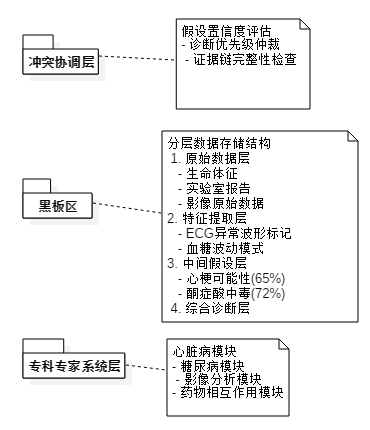 冲突协调层
假设置信度评估
- 诊断优先级仲裁
- 证据链完整性检查
黑板区
分层数据存储结构
1. 原始数据层
- 生命体征
- 实验室报告
- 影像原始数据
2. 特征提取层
- ECG异常波形标记
- 血糖波动模式
3. 中间假设层
- 心梗可能性(65%)
- 酮症酸中毒(72%)
4. 综合诊断层
专科专家系统层
心脏病模块
- 糖尿病模块
- 影像分析模块
- 药物相互作用模块